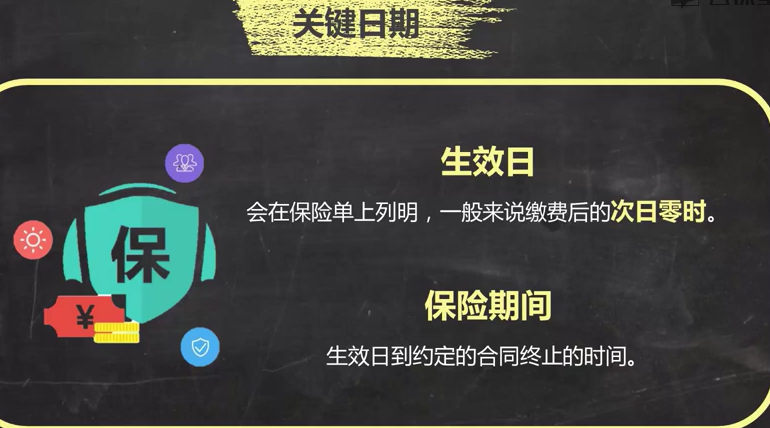 关键日期
生效日
会在保险单上列明，一般来说缴费后的次日零时。
保
¥
保险期间
生效日到约定的合同终止的时间。